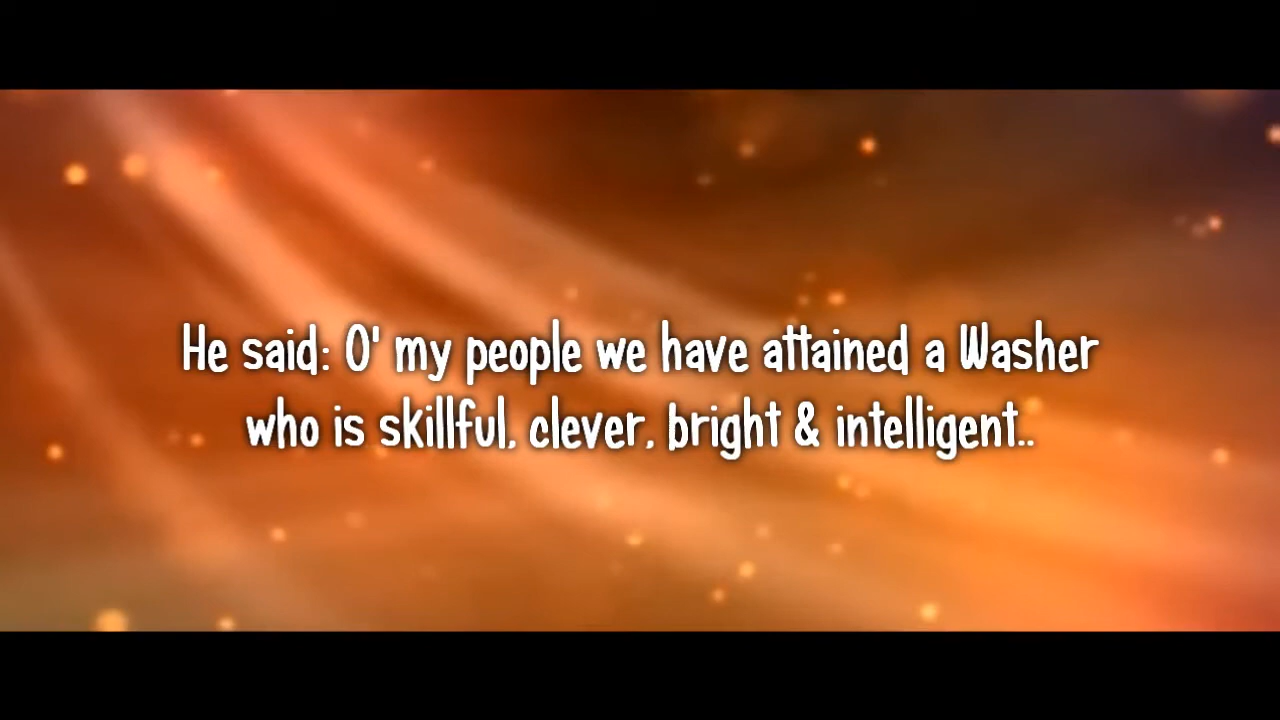 He said: O' my people we have attained a Washer
who is skillful, clever, bright & intelligent..